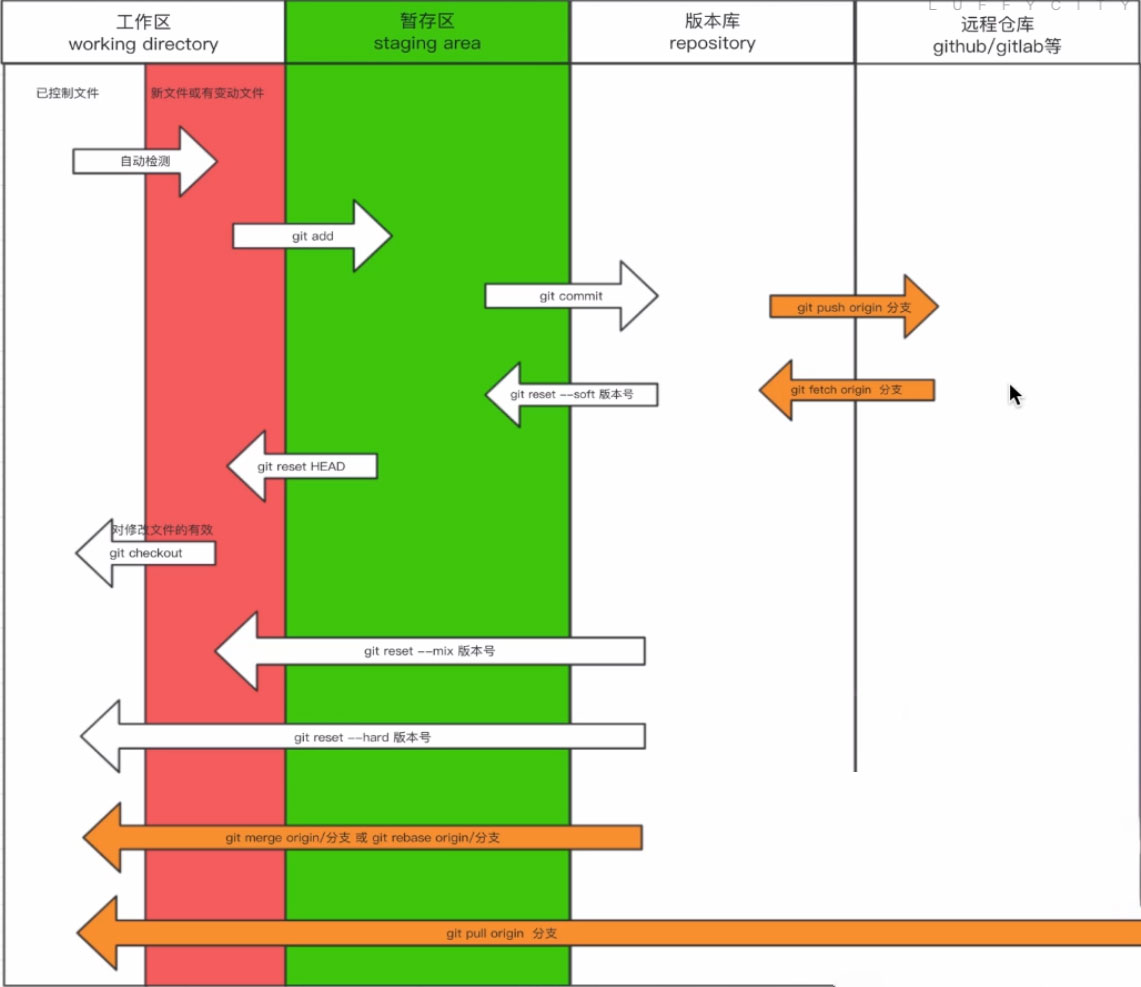 LUFFYCITY
工作区
working directory
暂存区
staging area
版本库
repository
远程仓库
github/gitlab等
已控制文件
新文件或有变动文件
自动检测
git add
git commit
git push origin 分支
git fetch origin 分支
git reset --soft 版本号
git reset HEAD
对修改文件的有效
git checkout
git reset --mix 版本号
git reset --hard 版本号
git merge origin/分支 或 git rebase origin/分支
git pull origin 分支